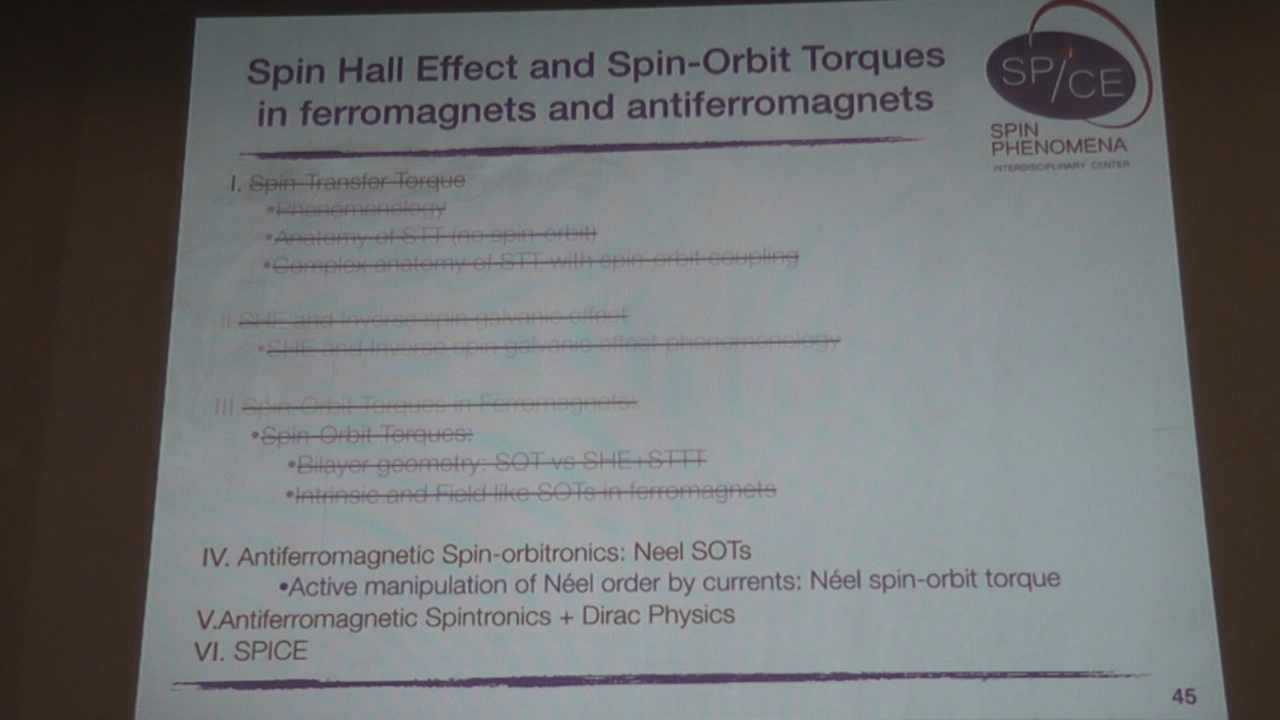 Spin Hall Effect and Spin-Orbit Torques
in ferromagnets and antiferromagnets
SPICE
SPIN
PHENOMENA
INTERDISCIPLINARY CENTER
I. Spin-Transfer Torque
•Phenomenology
•Anatomy of STT (no spin-orbit)
•Complex anatomy of STT with spin-orbit coupling
II.SHE and Inverse spin galvanic effect
•SHE and Inverse spin galvanic effect phenomenology
III.Spin-Orbit Torques in Ferromagnets:
•Spin-Orbit Torques:
•Bilayer geometry: SOT vs SHE+STTT
•Intrinsic and Field-like SOTs in ferromagnets
IV. Antiferromagnetic Spin-orbitronics: Neel SOTs
•Active manipulation of Néel order by currents: Néel spin-orbit torque
V.Antiferromagnetic Spintronics + Dirac Physics
VI. SPICE
45